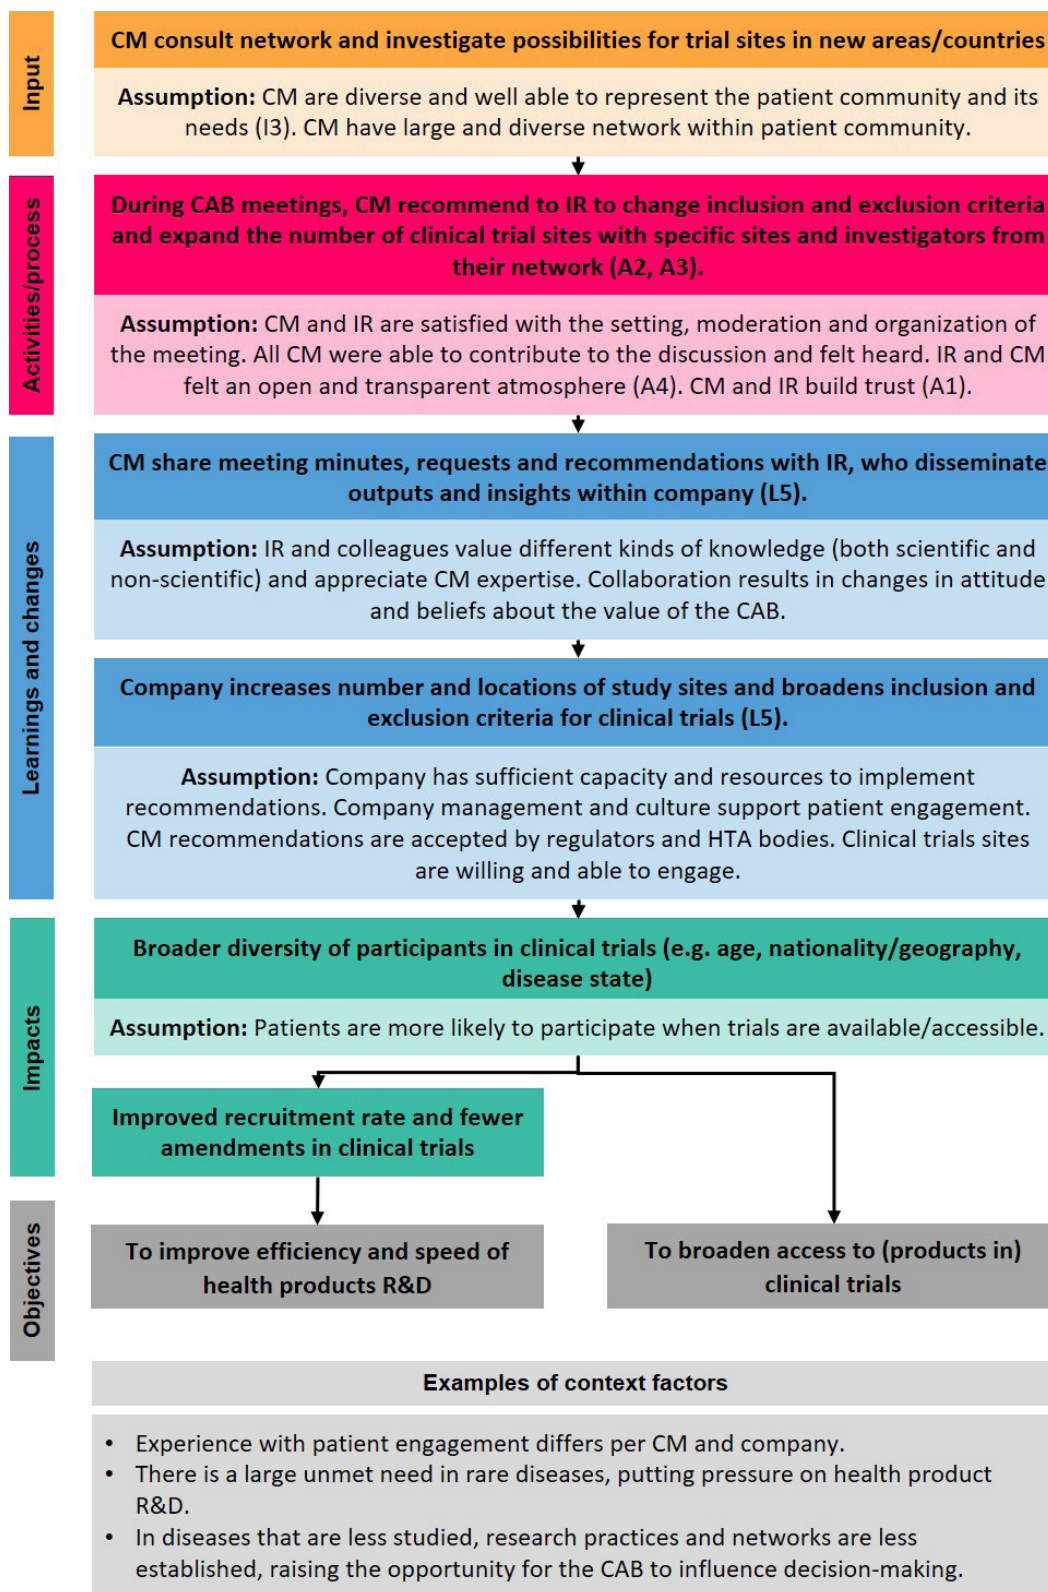 Input
CM consult network and investigate possibilities for trial sites in new areas/countries
Assumption: CM are diverse and well able to represent the patient community and its
needs (I3). CM have large and diverse network within patient community.
Activities/process
During CAB meetings, CM recommend to IR to change inclusion and exclusion criteria
and expand the number of clinical trial sites with specific sites and investigators from
their network (A2, A3).
Assumption: CM and IR are satisfied with the setting, moderation and organization of
the meeting. All CM were able to contribute to the discussion and felt heard. IR and CM
felt an open and transparent atmosphere (A4). CM and IR build trust (A1).
Learnings and changes
CM share meeting minutes, requests and recommendations with IR, who disseminate
outputs and insights within company (L5).
Assumption: IR and colleagues value different kinds of knowledge (both scientific and
non-scientific) and appreciate CM expertise. Collaboration results in changes in attitude
and beliefs about the value of the CAB.
Company increases number and locations of study sites and broadens inclusion and
exclusion criteria for clinical trials (L5).
Assumption: Company has sufficient capacity and resources to implement
recommendations. Company management and culture support patient engagement.
CM recommendations are accepted by regulators and HTA bodies. Clinical trials sites
are willing and able to engage.
Impacts
Broader diversity of participants in clinical trials (e.g. age, nationality/geography,
disease state)
Assumption: Patients are more likely to participate when trials are available/accessible.
Improved recruitment rate and fewer
amendments in clinical trials
Objectives
To improve efficiency and speed of
health products R&D
To broaden access to (products in)
clinical trials
Examples of context factors
• Experience with patient engagement differs per CM and company.
• There is a large unmet need in rare diseases, putting pressure on health product
R&D.
• In diseases that are less studied, research practices and networks are less
established, raising the opportunity for the CAB to influence decision-making.